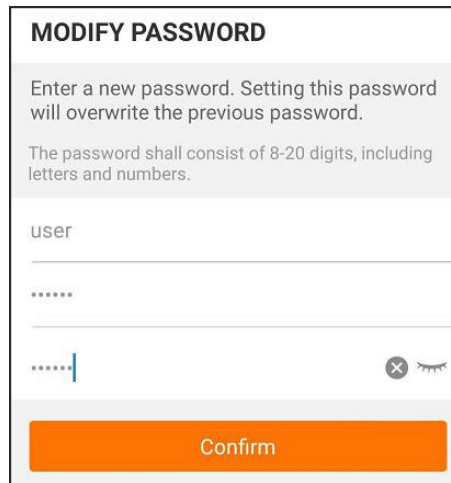 MODIFY PASSWORD
Enter a new password. Setting this password
will overwrite the previous password.
The password shall consist of 8-20 digits, including
letters and numbers.
user
••••••
••••••
Confirm